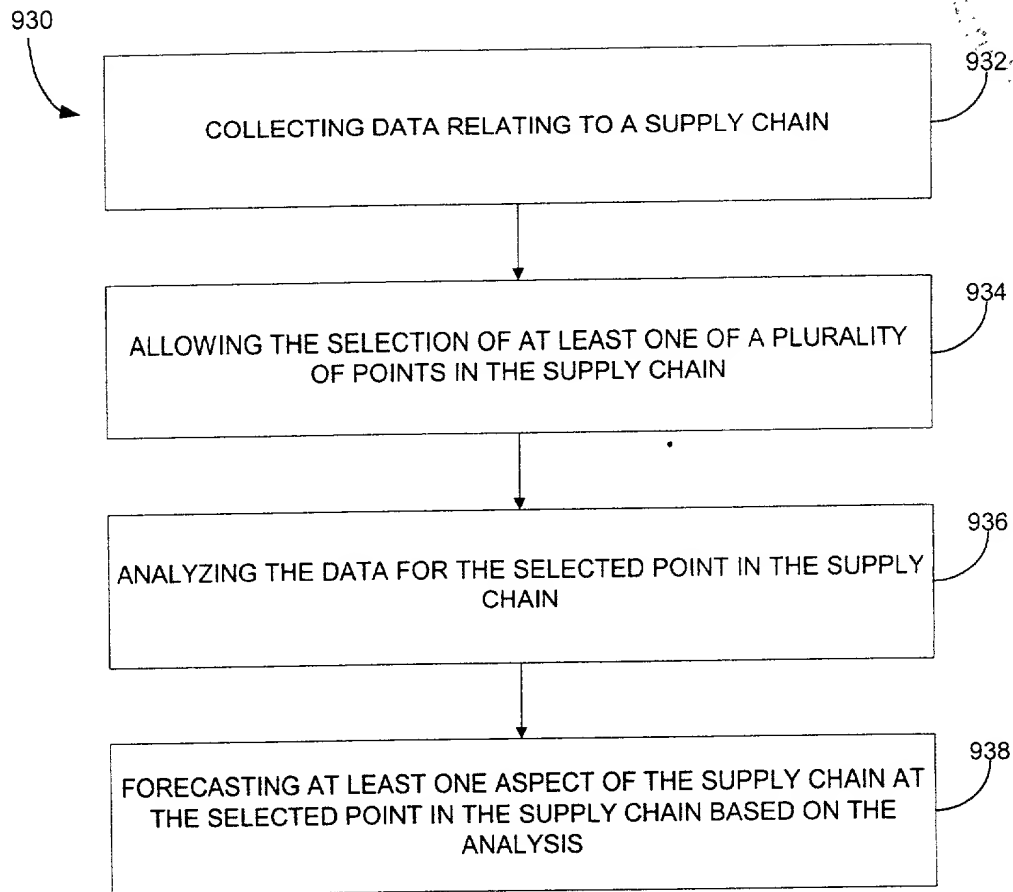 930
932
COLLECTING DATA RELATING TO A SUPPLY CHAIN
934
ALLOWING THE SELECTION OF AT LEAST ONE OF A PLURALITY
OF POINTS IN THE SUPPLY CHAIN
936
ANALYZING THE DATA FOR THE SELECTED POINT IN THE SUPPLY
CHAIN
938
FORECASTING AT LEAST ONE ASPECT OF THE SUPPLY CHAIN AT
THE SELECTED POINT IN THE SUPPLY CHAIN BASED ON THE
ANALYSIS